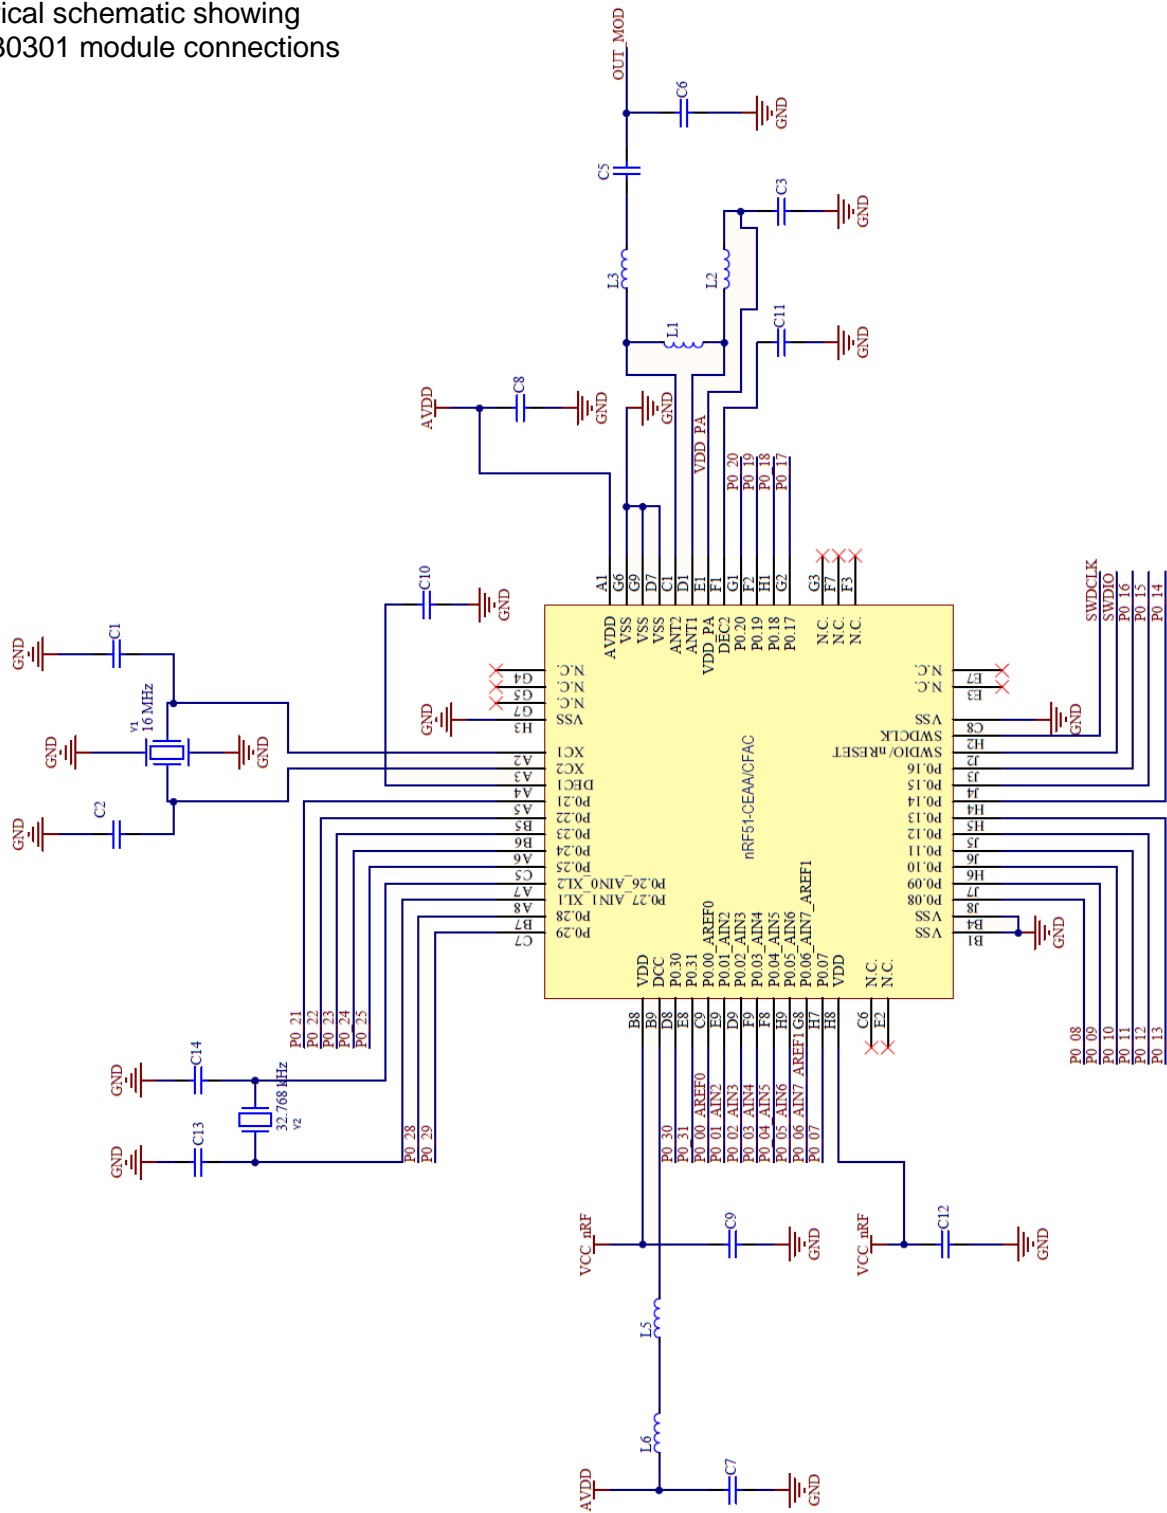 ical schematic showing
30301 module connections
OUT_MOD
C6
GND
C5
C3
GND
L3
L2
L1
C11
GND
AVDD
C8
GND
GND
VDD_PA
P0_20
P0_19
P0_18
P0_17
C10
GND
A1
G6
G9
D7
C1
D1
E1
F1
G1
F2
H1
G2
G3
F7
F3
AVDD
VSS
VSS
VSS
ANT2
ANT1
VDD_PA
DEC2
P0.20
P0.19
P0.18
P0.17
N.C.
N.C.
N.C.
SWDCLK
SWDIO
P0_16
P0_15
P0_14
GND
C1
Y1
16 MHz
GND
GND
GND
C2
GND
N.C.
N.C.
N.C.
VSS
XC1
XC2
DEC1
P0.21
P0.22
P0.23
P0.24
P0.25
P0.26_AIN0_XL2
P0.27_AIN1_XL1
P0.28
P0.29
G4
G5
G7
H3
A2
A3
A4
A5
B5
B6
A6
C5
A7
A8
B7
C7
nRF51-CEAA/CFAC
N.C.
N.C.
VSS
SWDCLK
SWDIO/nRESET
P0.16
P0.15
P0.14
P0.13
P0.12
P0.11
P0.10
P0.09
P0.08
VSS
VSS
E7
E3
C8
H2
J2
J3
J4
H4
H5
J5
J6
H6
J7
J8
B4
B1
GND
GND
P0_21
P0_22
P0_23
P0_24
P0_25
GND
C14
32.768 kHz
Y2
GND
C13
P0_28
P0_29
VDD
DCC
P0.30
P0.31
P0.00_AREF0
P0.01_AIN2
P0.02_AIN3
P0.03_AIN4
P0.04_AIN5
P0.05_AIN6
P0.06_AIN7_AREF1
P0.07
VDD
N.C.
N.C.
B8
B9
D8
E8
C9
E9
D9
F9
F8
H9
G8
H7
H8
C6
E2
P0_30
P0_31
P0_00_AREF0
P0_01_AIN2
P0_02_AIN3
P0_03_AIN4
P0_04_AIN5
P0_05_AIN6
P0_06_AIN7_AREF1
P0_07
P0_08
P0_09
P0_10
P0_11
P0_12
P0_13
VCC_nRF
C9
GND
VCC_nRF
C12
GND
L5
L6
AVDD
C7
GND